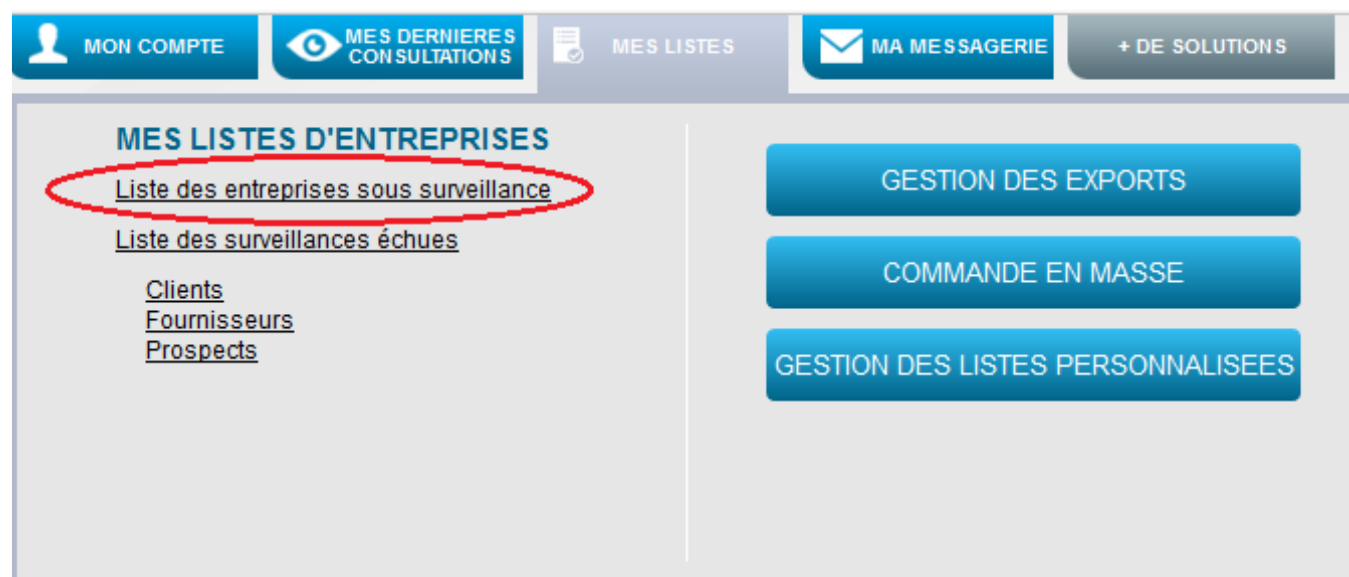 MON COMPTE
MES DERNIERES
CONSULTATIONS
MES LISTES
MA MESSAGERIE
+ DE SOLUTIONS
MES LISTES D'ENTREPRISES
Liste des entreprises sous surveillance
Liste des surveillances échues
Clients
Fournisseurs
Prospects
GESTION DES EXPORTS
COMMANDE EN MASSE
GESTION DES LISTES PERSONNALISEES